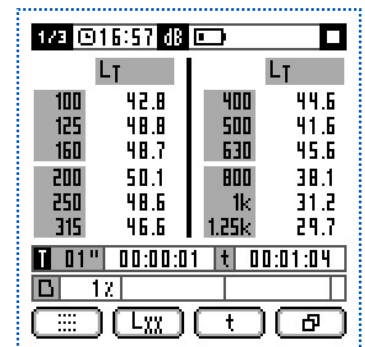 1/3 16:57 dB
LT LT
100 42.8 400 44.6
125 48.8 500 41.6
160 48.7 630 45.6
200 50.1 800 38.1
250 48.6 1k 31.2
315 46.6 1.25k 29.7
T 01" 00:00:01 t 00:01:04
1%
LXX t